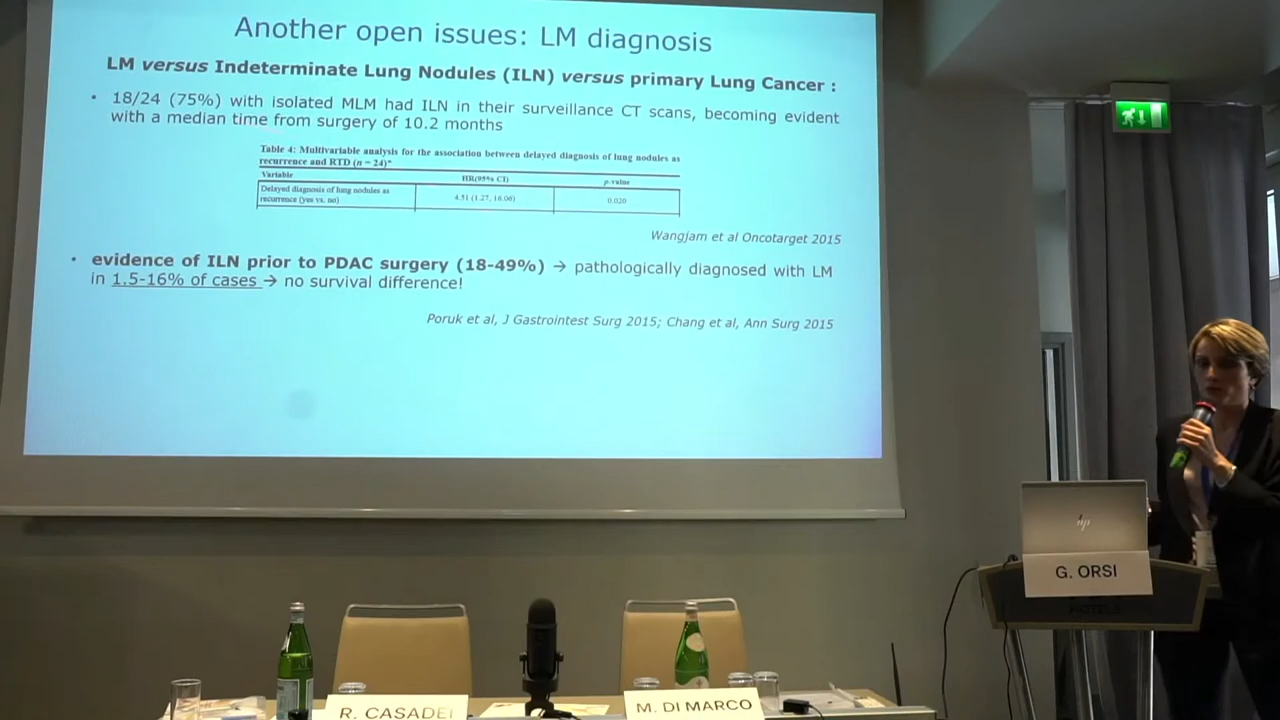 Another open issues: LM diagnosis
LM versus Indeterminate Lung Nodules (ILN) versus primary Lung Cancer :
• 18/24 (75%) with isolated MLM had ILN in their surveillance CT scans, becoming evident
with a median time from surgery of 10.2 months
Table 4: Multivariable analysis for the association between delayed diagnosis of lung nodules as
recurrence and RTD (n = 24)*
Variable HR(95% CI) p-value
Delayed diagnosis of lung nodules as
recurrence (yes vs. no) 4.51 (1.27, 16.06) 0.020
Wangjam et al Oncotarget 2015
• evidence of ILN prior to PDAC surgery (18-49%) → pathologically diagnosed with LM
in 1.5-16% of cases → no survival difference!
Poruk et al, J Gastrointest Surg 2015; Chang et al, Ann Surg 2015
hp
G. ORSI
HOTELS
R. CASADEI
M. DI MARCO